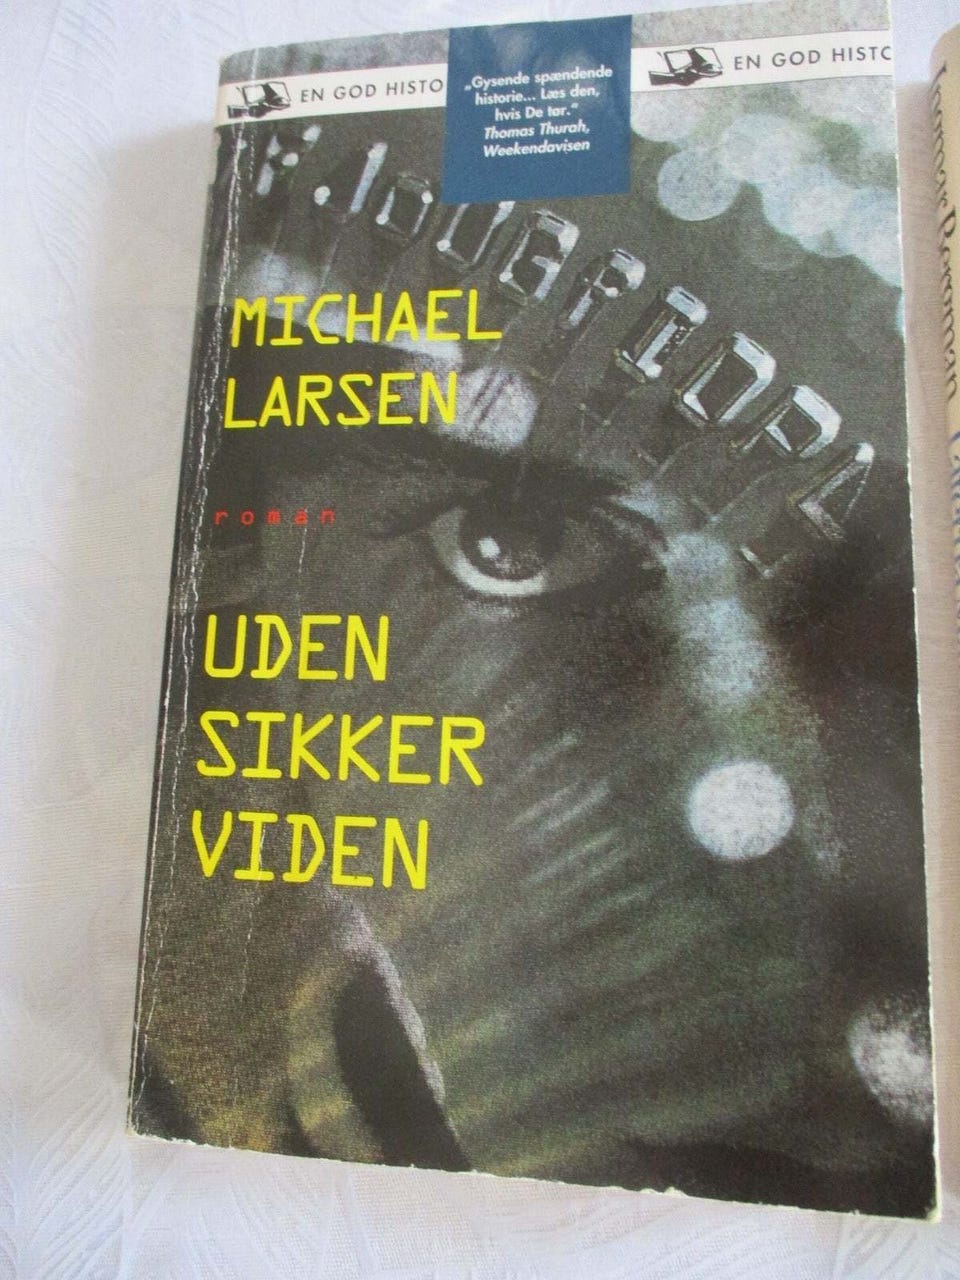 EN GOD HISTO
EN GOD HISTO
„Gysende spændende
historie... Læs den,
hvis De tør."
Thomas Thurah,
Weekendavisen
MICHAEL
LARSEN
roman
UDEN
SIKKER
VIDEN
Roman